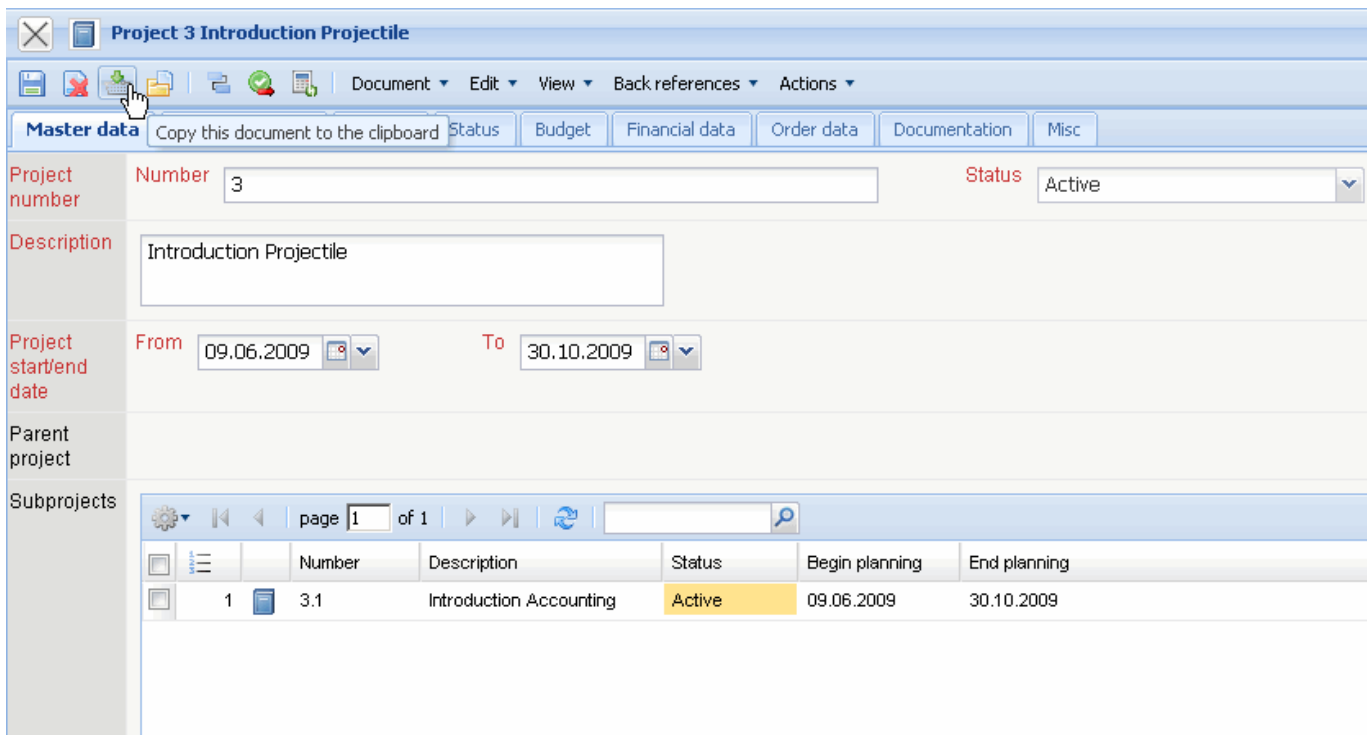 Project 3 Introduction Projectile
Document Edit View Back references Actions
Master data Status Budget Financial data Order data Documentation Misc
Copy this document to the clipboard
Project number Number 3 Status Active
Description Introduction Projectile
Project start/end date From 09.06.2009 To 30.10.2009
Parent project
Subprojects
page 1 of 1
Number Description Status Begin planning End planning
1 3.1 Introduction Accounting Active 09.06.2009 30.10.2009